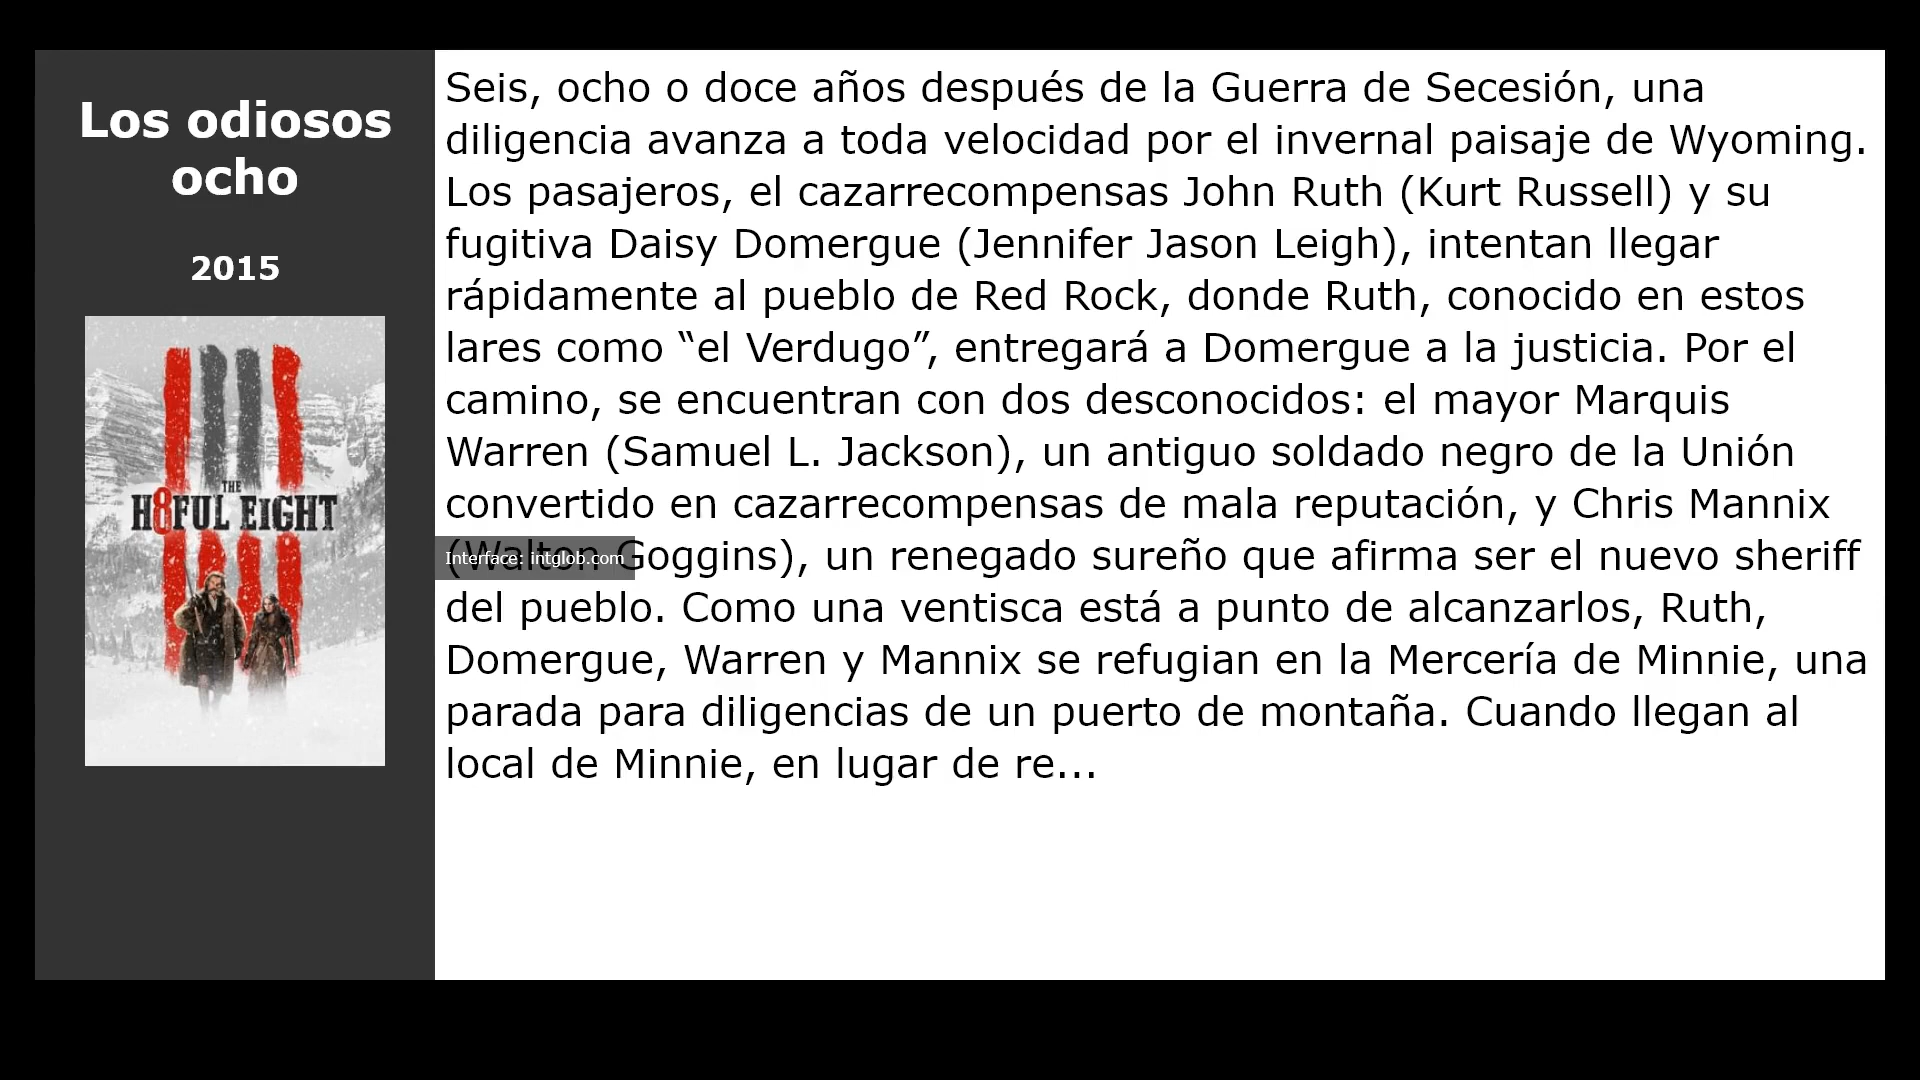 Los odiosos
ocho
2015
THE
H8FUL EIGHT
Seis, ocho o doce años después de la Guerra de Secesión, una
diligencia avanza a toda velocidad por el invernal paisaje de Wyoming.
Los pasajeros, el cazarrecompensas John Ruth (Kurt Russell) y su
fugitiva Daisy Domergue (Jennifer Jason Leigh), intentan llegar
rápidamente al pueblo de Red Rock, donde Ruth, conocido en estos
lares como “el Verdugo”, entregará a Domergue a la justicia. Por el
camino, se encuentran con dos desconocidos: el mayor Marquis
Warren (Samuel L. Jackson), un antiguo soldado negro de la Unión
convertido en cazarrecompensas de mala reputación, y Chris Mannix
(Walton Goggins), un renegado sureño que afirma ser el nuevo sheriff
Interface: intglob.com
del pueblo. Como una ventisca está a punto de alcanzarlos, Ruth,
Domergue, Warren y Mannix se refugian en la Mercería de Minnie, una
parada para diligencias de un puerto de montaña. Cuando llegan al
local de Minnie, en lugar de re...